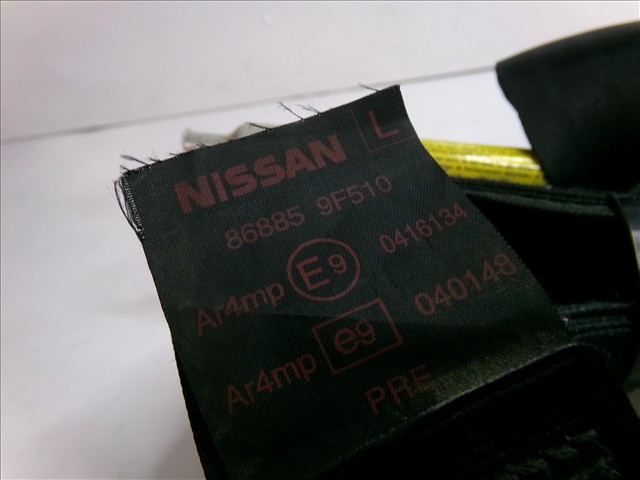 NISSAN L
86885 9F510
Ar4mp E9 0416134
Ar4mp e9 040148
PRE